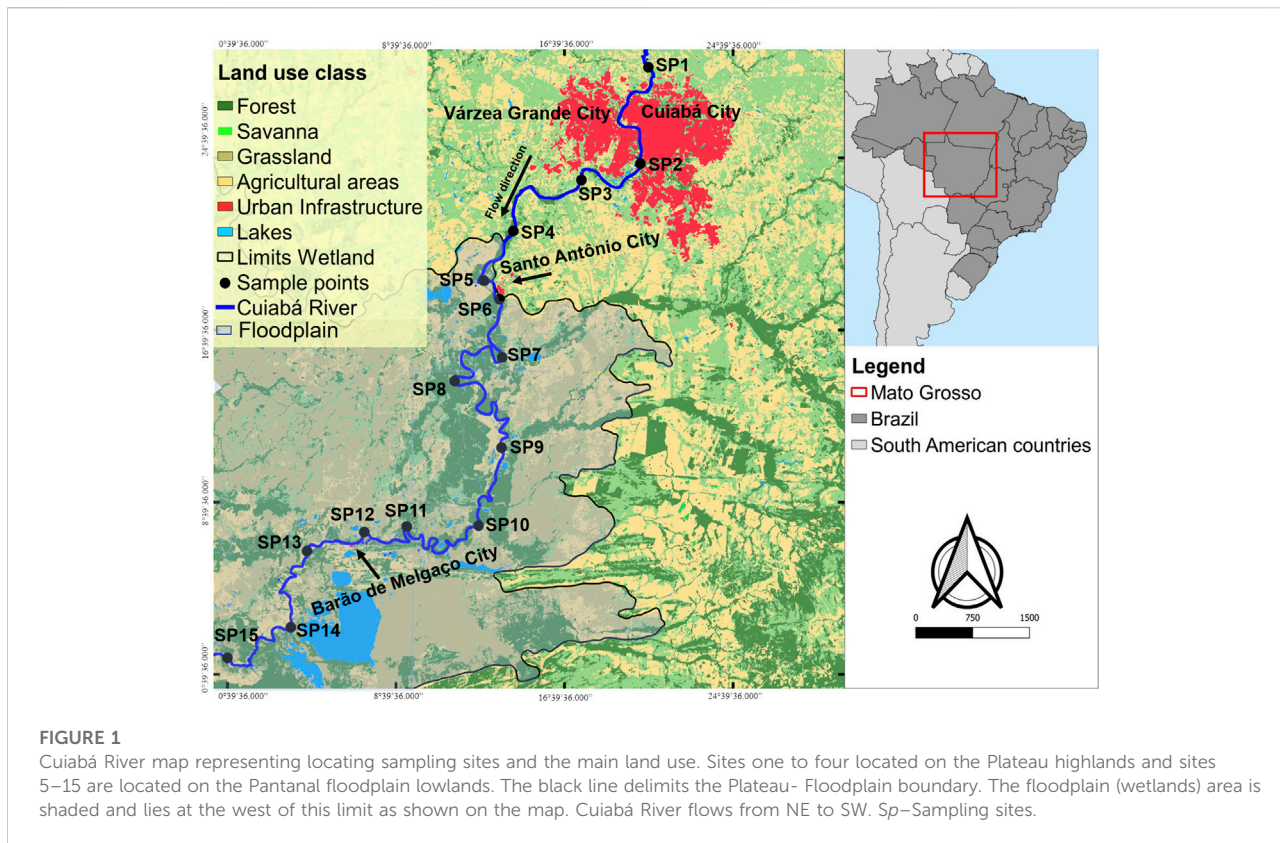 0°39'36.000"
8°39'36.000"
16°39'36.000"
24°39'36.000"
Land use class
Forest
Savanna
Grassland
Agricultural areas
Urban Infrastructure
Lakes
Limits Wetland
Sample points
Cuiabá River
Floodplain
SP1
Várzea Grande City
Cuiabá City
SP2
SP3
Flow direction
SP4
Santo Antônio City
SP5
SP6
SP7
SP8
SP9
SP10
SP11
SP12
SP13
Barão de Melgaço City
SP14
SP15
24°39'36.000"
16°39'36.000"
8°39'36.000"
0°39'36.000"
0°39'36.000"
8°39'36.000"
16°39'36.000"
24°39'36.000"
Legend
Mato Grosso
Brazil
South American countries
0 750 1500
FIGURE 1
Cuiabá River map representing locating sampling sites and the main land use. Sites one to four located on the Plateau highlands and sites
5–15 are located on the Pantanal floodplain lowlands. The black line delimits the Plateau- Floodplain boundary. The floodplain (wetlands) area is
shaded and lies at the west of this limit as shown on the map. Cuiabá River flows from NE to SW. Sp–Sampling sites.